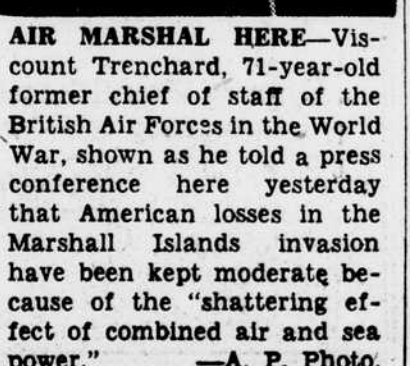 AIR MARSHAL HERE—Vis-
count Trenchard, 71-year-old
former chief of staff of the
British Air Forces in the World
War, shown as he told a press
conference here yesterday
that American losses in the
Marshall Islands invasion
have been kept moderate be-
cause of the "shattering ef-
fect of combined air and sea
power." —A. P. Photo.